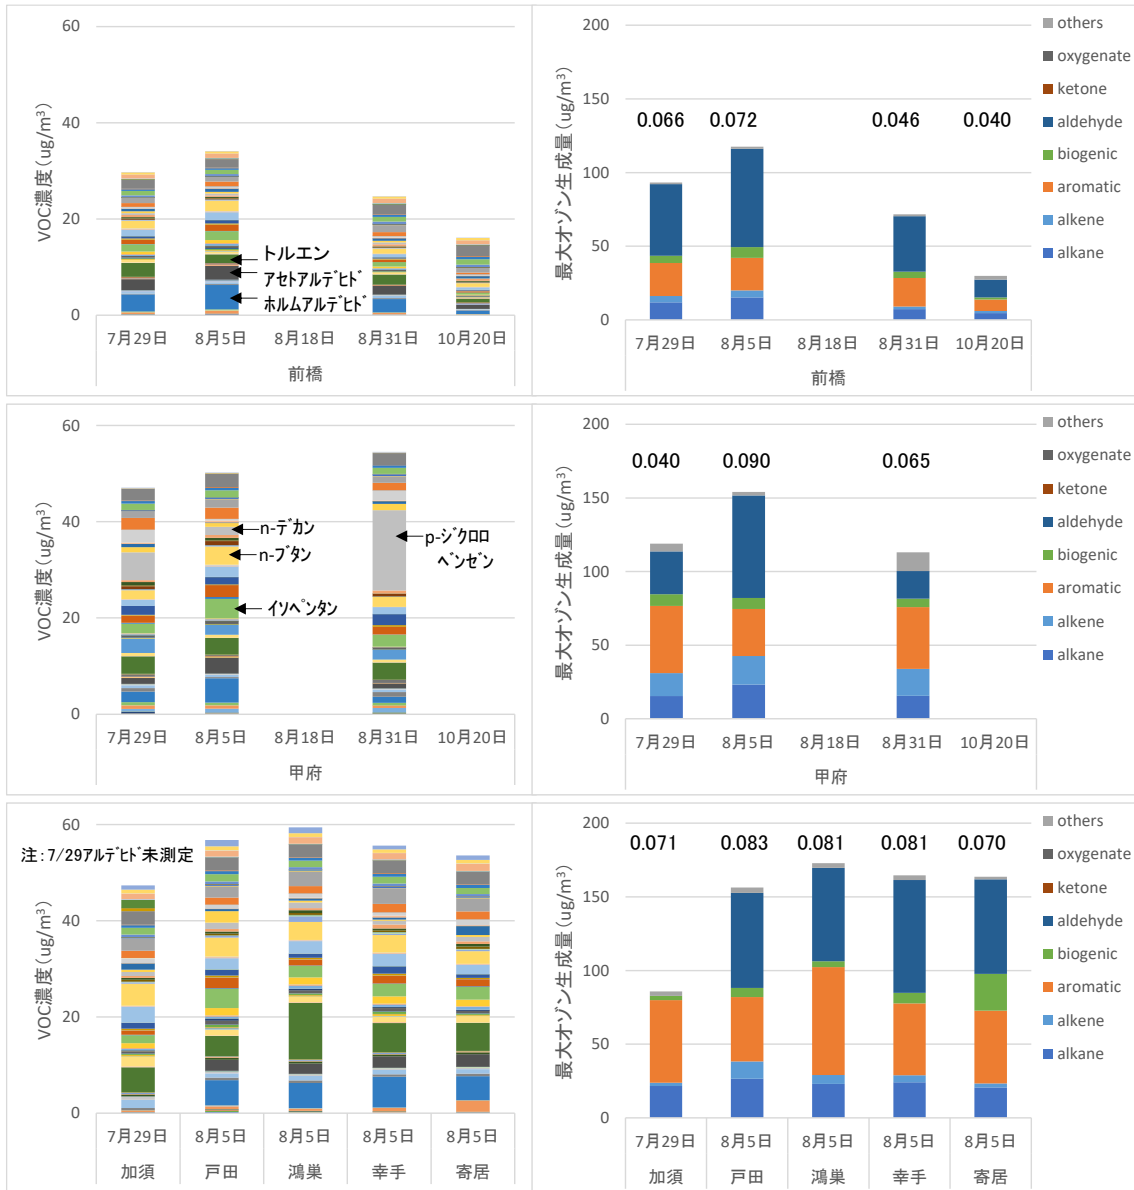 60
40
20
0
VOC濃度(ug/m³)
トルエン
アセトアルデヒド
ホルムアルデヒド
7月29日 8月5日 8月18日 8月31日 10月20日
前橋
200
150
100
50
0
最大オゾン生成量(ug/m³)
0.066 0.072 0.046 0.040
7月29日 8月5日 8月18日 8月31日 10月20日
前橋
others
oxygenate
ketone
aldehyde
biogenic
aromatic
alkene
alkane
60
40
20
0
VOC濃度(ug/m³)
n-デカン
n-ブタン
イソペンタン
p-ジクロロ
ベンゼン
7月29日 8月5日 8月18日 8月31日 10月20日
甲府
200
150
100
50
0
最大オゾン生成量(ug/m³)
0.040 0.090 0.065
7月29日 8月5日 8月18日 8月31日 10月20日
甲府
others
oxygenate
ketone
aldehyde
biogenic
aromatic
alkene
alkane
60
40
20
0
VOC濃度(ug/m³)
注:7/29アルデヒド未測定
7月29日 8月5日 8月5日 8月5日 8月5日
加須 戸田 鴻巣 幸手 寄居
200
150
100
50
0
最大オゾン生成量(ug/m³)
0.071 0.083 0.081 0.081 0.070
7月29日 8月5日 8月5日 8月5日 8月5日
加須 戸田 鴻巣 幸手 寄居
others
oxygenate
ketone
aldehyde
biogenic
aromatic
alkene
alkane